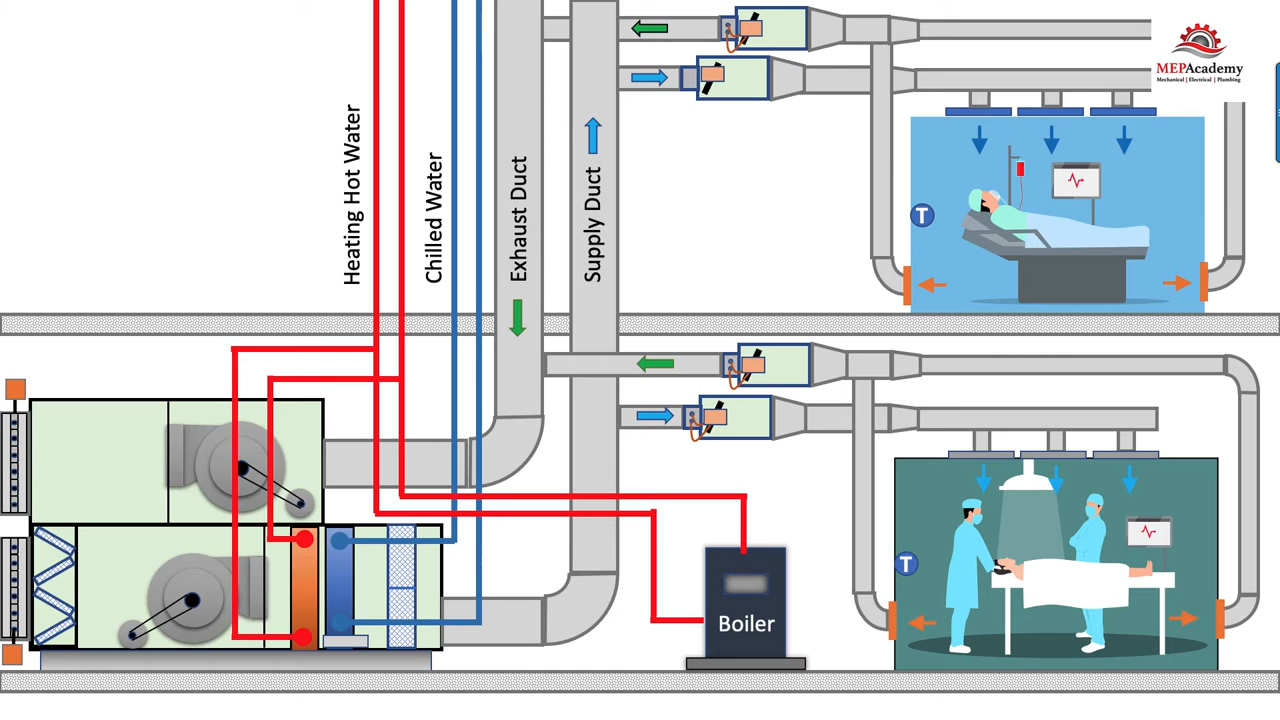 MEPAcademy
Mechanical | Electrical | Plumbing
Heating Hot Water
Chilled Water
Exhaust Duct
Supply Duct
T
T
Boiler